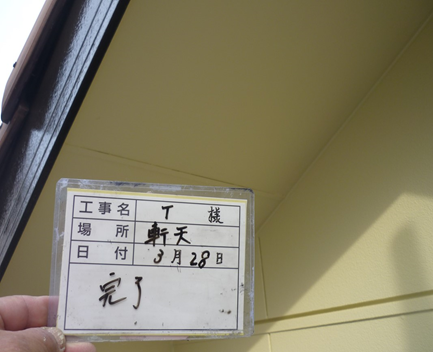 工事名 T 様
場所 軒天
日付 3月28日
完了